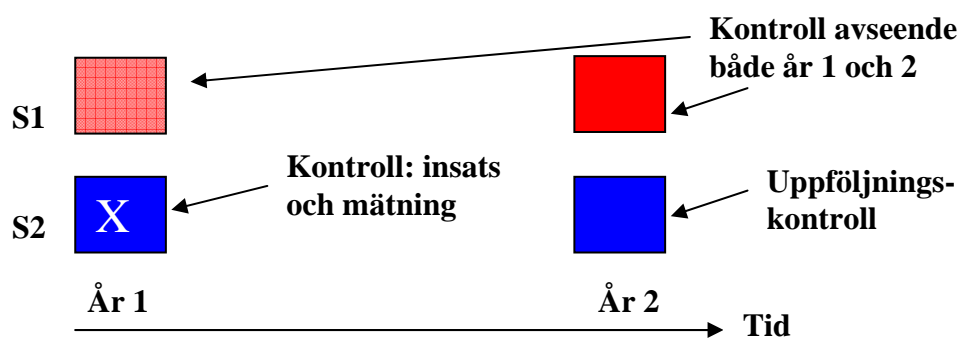 Kontroll avseende
både år 1 och 2
S1
Kontroll: insats
och mätning
Uppföljnings-
kontroll
X
S2
År 1
År 2
Tid